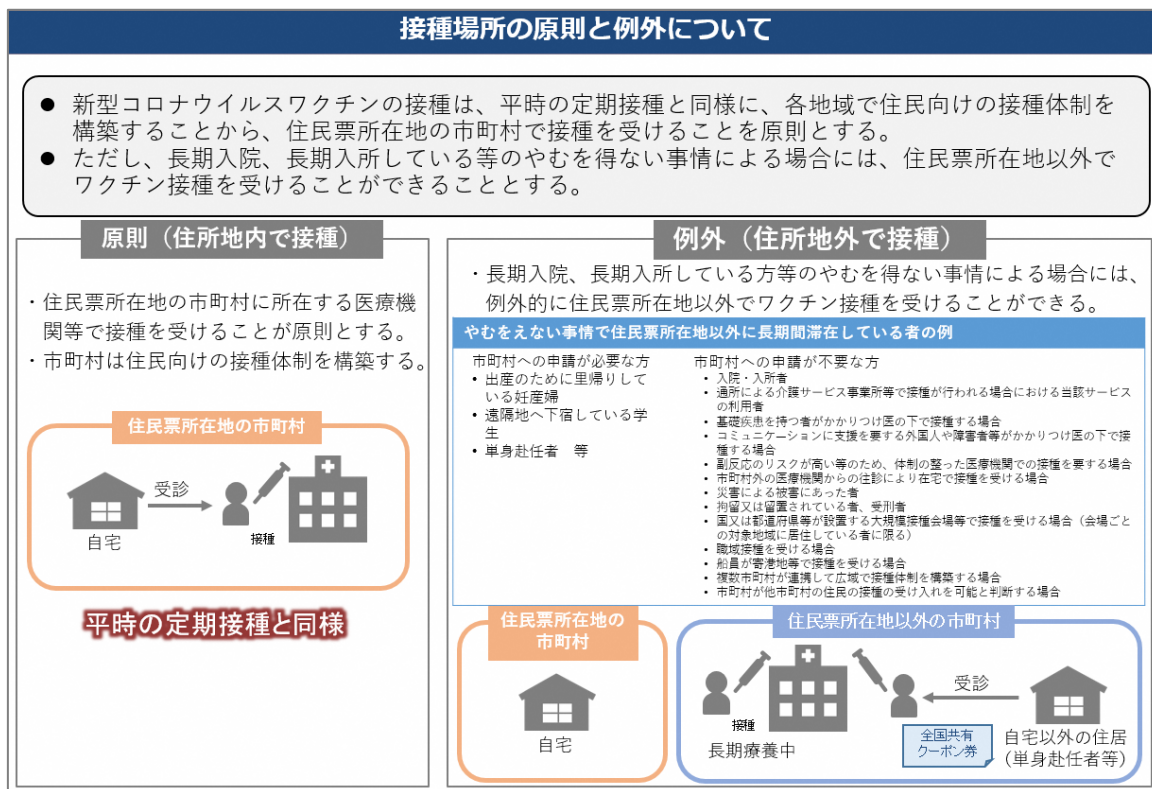 接種場所の原則と例外について
● 新型コロナウイルスワクチンの接種は、平時の定期接種と同様に、各地域で住民向けの接種体制を
構築することから、住民票所在地の市町村で接種を受けることを原則とする。
● ただし、長期入院、長期入所している等のやむを得ない事情による場合には、住民票所在地以外で
ワクチン接種を受けることができることとする。
原則（住所地内で接種）
・住民票所在地の市町村に所在する医療機
関等で接種を受けることが原則とする。
・市町村は住民向けの接種体制を構築する。
住民票所在地の市町村
受診
自宅
接種
平時の定期接種と同様
例外（住所地外で接種）
・長期入院、長期入所している方等のやむを得ない事情による場合には、
例外的に住民票所在地以外でワクチン接種を受けることができる。
やむをえない事情で住民票所在地以外に長期間滞在している者の例
市町村への申請が必要な方
• 出産のために里帰りして
いる妊産婦
• 遠隔地へ下宿している学
生
• 単身赴任者　等
市町村への申請が不要な方
• 入院・入所者
• 通所による介護サービス事業所等で接種が行われる場合における当該サービス
の利用者
• 基礎疾患を持つ者がかかりつけ医の下で接種する場合
• コミュニケーションに支援を要する外国人や障害者等がかかりつけ医の下で接
種する場合
• 副反応のリスクが高い等のため、体制の整った医療機関での接種を要する場合
• 市町村外の医療機関からの往診により在宅で接種を受ける場合
• 災害による被害にあった者
• 拘留又は留置されている者、受刑者
• 国又は都道府県等が設置する大規模接種会場等で接種を受ける場合（会場ごと
の対象地域に居住している者に限る）
• 職域接種を受ける場合
• 船員が寄港地等で接種を受ける場合
• 複数市町村が連携して広域で接種体制を構築する場合
• 市町村が他市町村の住民の接種の受け入れを可能と判断する場合
住民票所在地の
市町村
自宅
住民票所在地以外の市町村
接種
長期療養中
受診
全国共有
クーポン券
自宅以外の住居
（単身赴任者等）